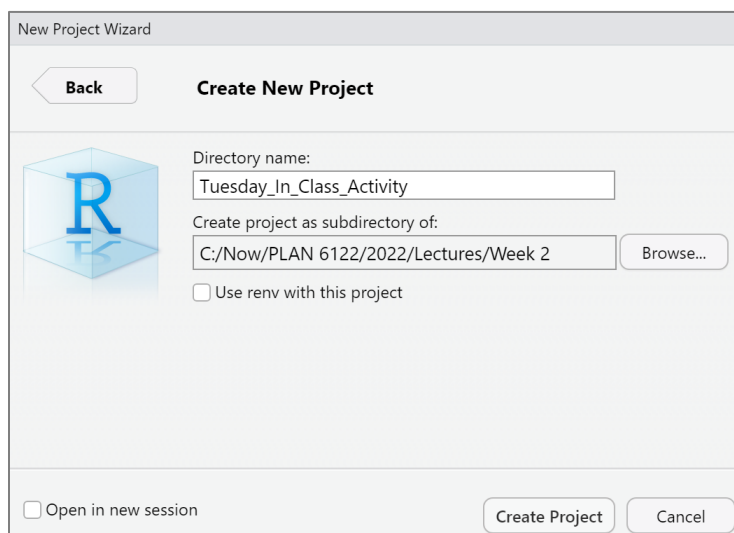 New Project Wizard
Back
Create New Project
R
Directory name:
Tuesday_In_Class_Activity
Create project as subdirectory of:
C:/Now/PLAN 6122/2022/Lectures/Week 2
Browse...
Use renv with this project
Open in new session
Create Project
Cancel